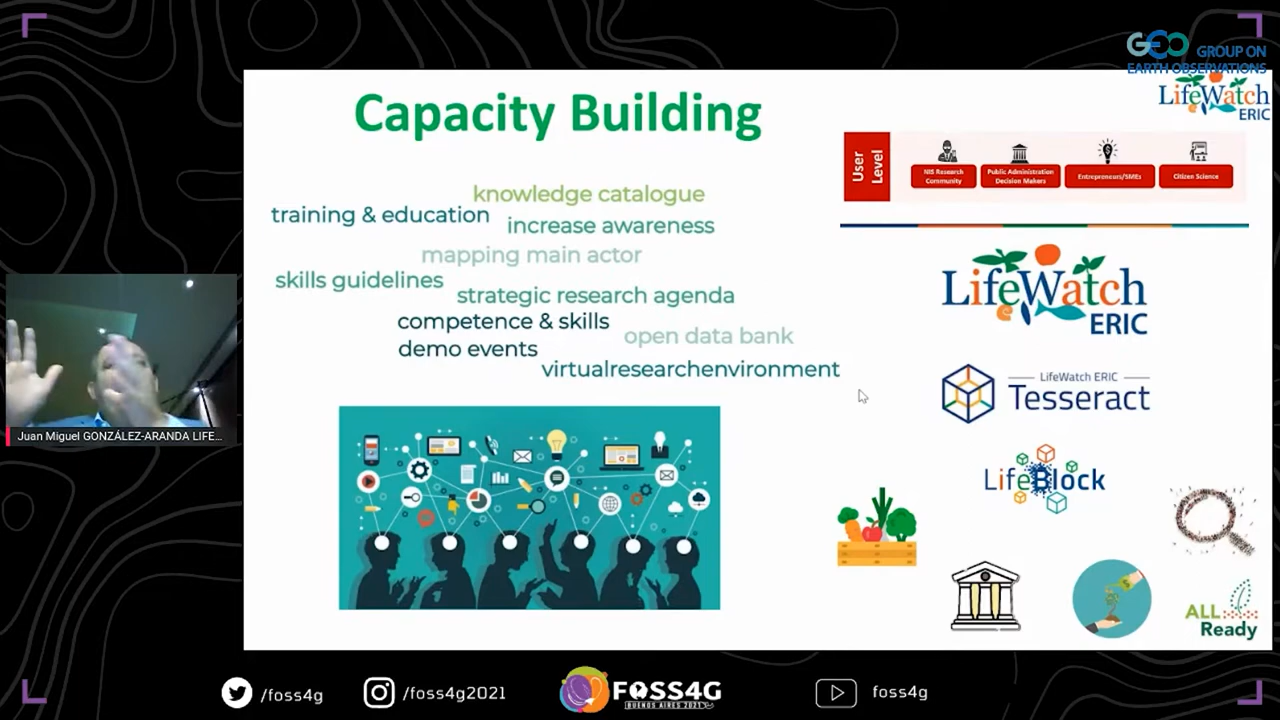 GEO GROUP ON
EARTH OBSERVATIONS
LifeWatch
ERIC
Capacity Building
User
Level
NIS Research
Community
Public Administration
Decision Makers
Entrepreneurs/SMEs
Citizen Science
knowledge catalogue
training & education
increase awareness
mapping main actor
skills guidelines
strategic research agenda
competence & skills
open data bank
demo events
virtualresearchenvironment
LifeWatch
ERIC
LifeWatch ERIC
Tesseract
LifeBlock
ALL
Ready
Juan Miguel GONZÁLEZ-ARANDA LIFE...
/foss4g
/foss4g2021
FOSS4G
BUENOS AIRES 2021
foss4g